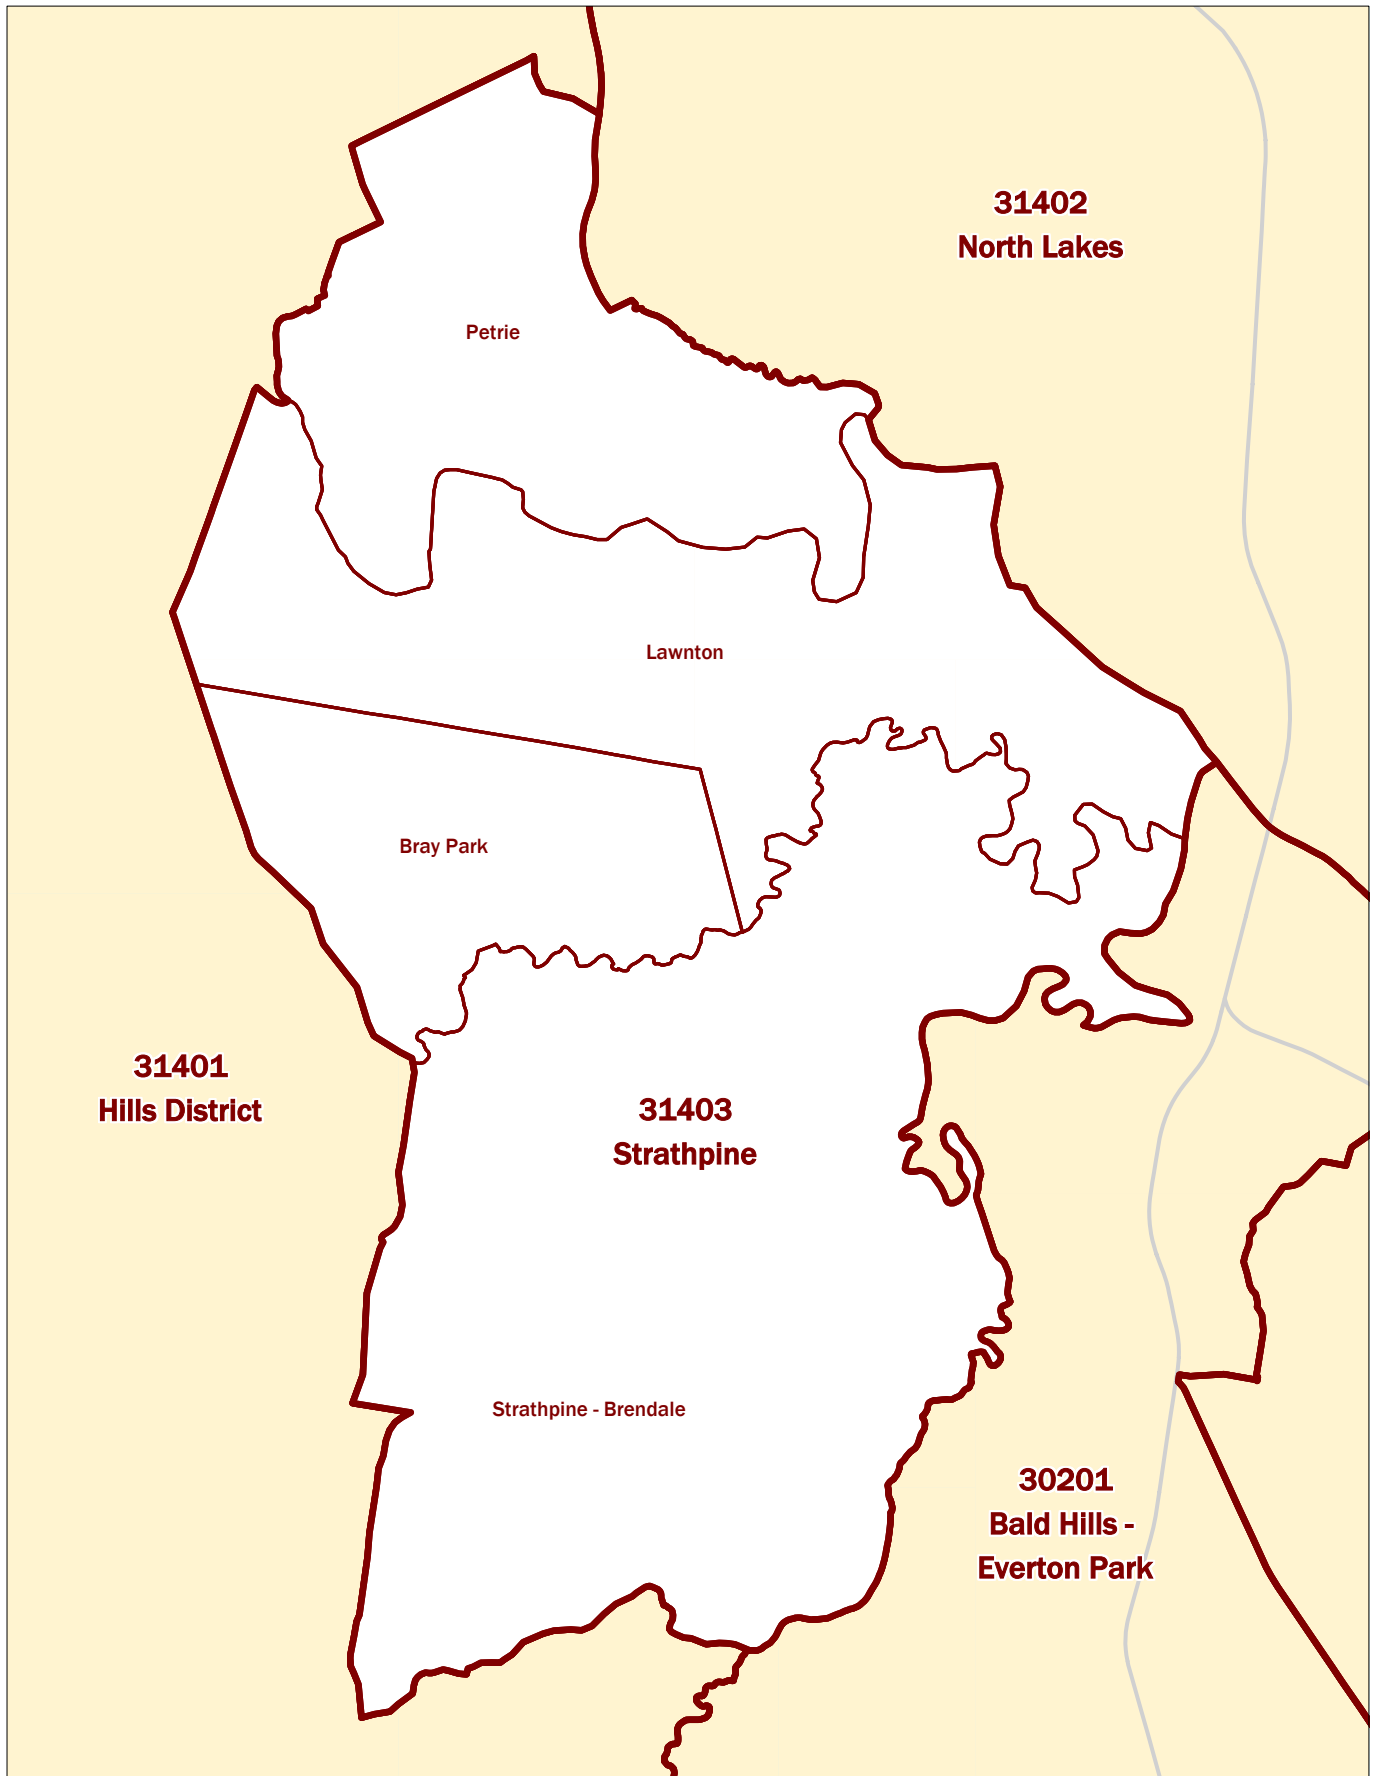 31402
North Lakes
Petrie
Lawnton
Bray Park
31401
Hills District
31403
Strathpine
Strathpine - Brendale
30201
Bald Hills -
Everton Park